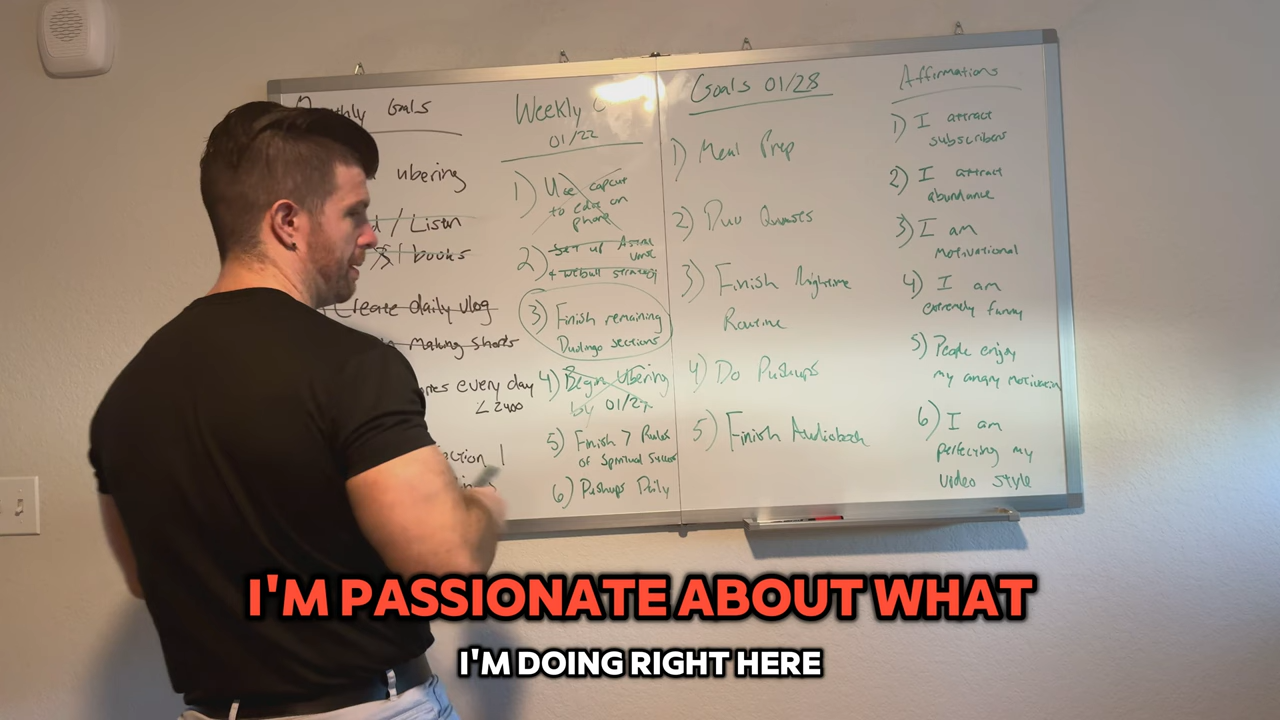 Goals
ubering
/ Listen
books
Create daily vlog
Making Shorts
every day
<2400
Weekly
01/22
1) Use capcut
to edit on
phone
2) Set up Astral
+ Webull strategy
3) Finish remaining
Duolingo sections
4) Begin Ubering
by 01/27
5) Finish 7 Rules
of Spiritual Success
6) Pushups Daily
Goals 01/28
1) Meal Prep
2) Duo Quests
3) Finish Nightime
Routine
4) Do Pushups
5) Finish Audiobook
Affirmations
1) I attract
subscribers
2) I attract
abundance
3) I am
motivational
4) I am
extremely funny
5) People enjoy
my angry motivation
6) I am
perfecting my
video style
I'M PASSIONATE ABOUT WHAT
I'M DOING RIGHT HERE